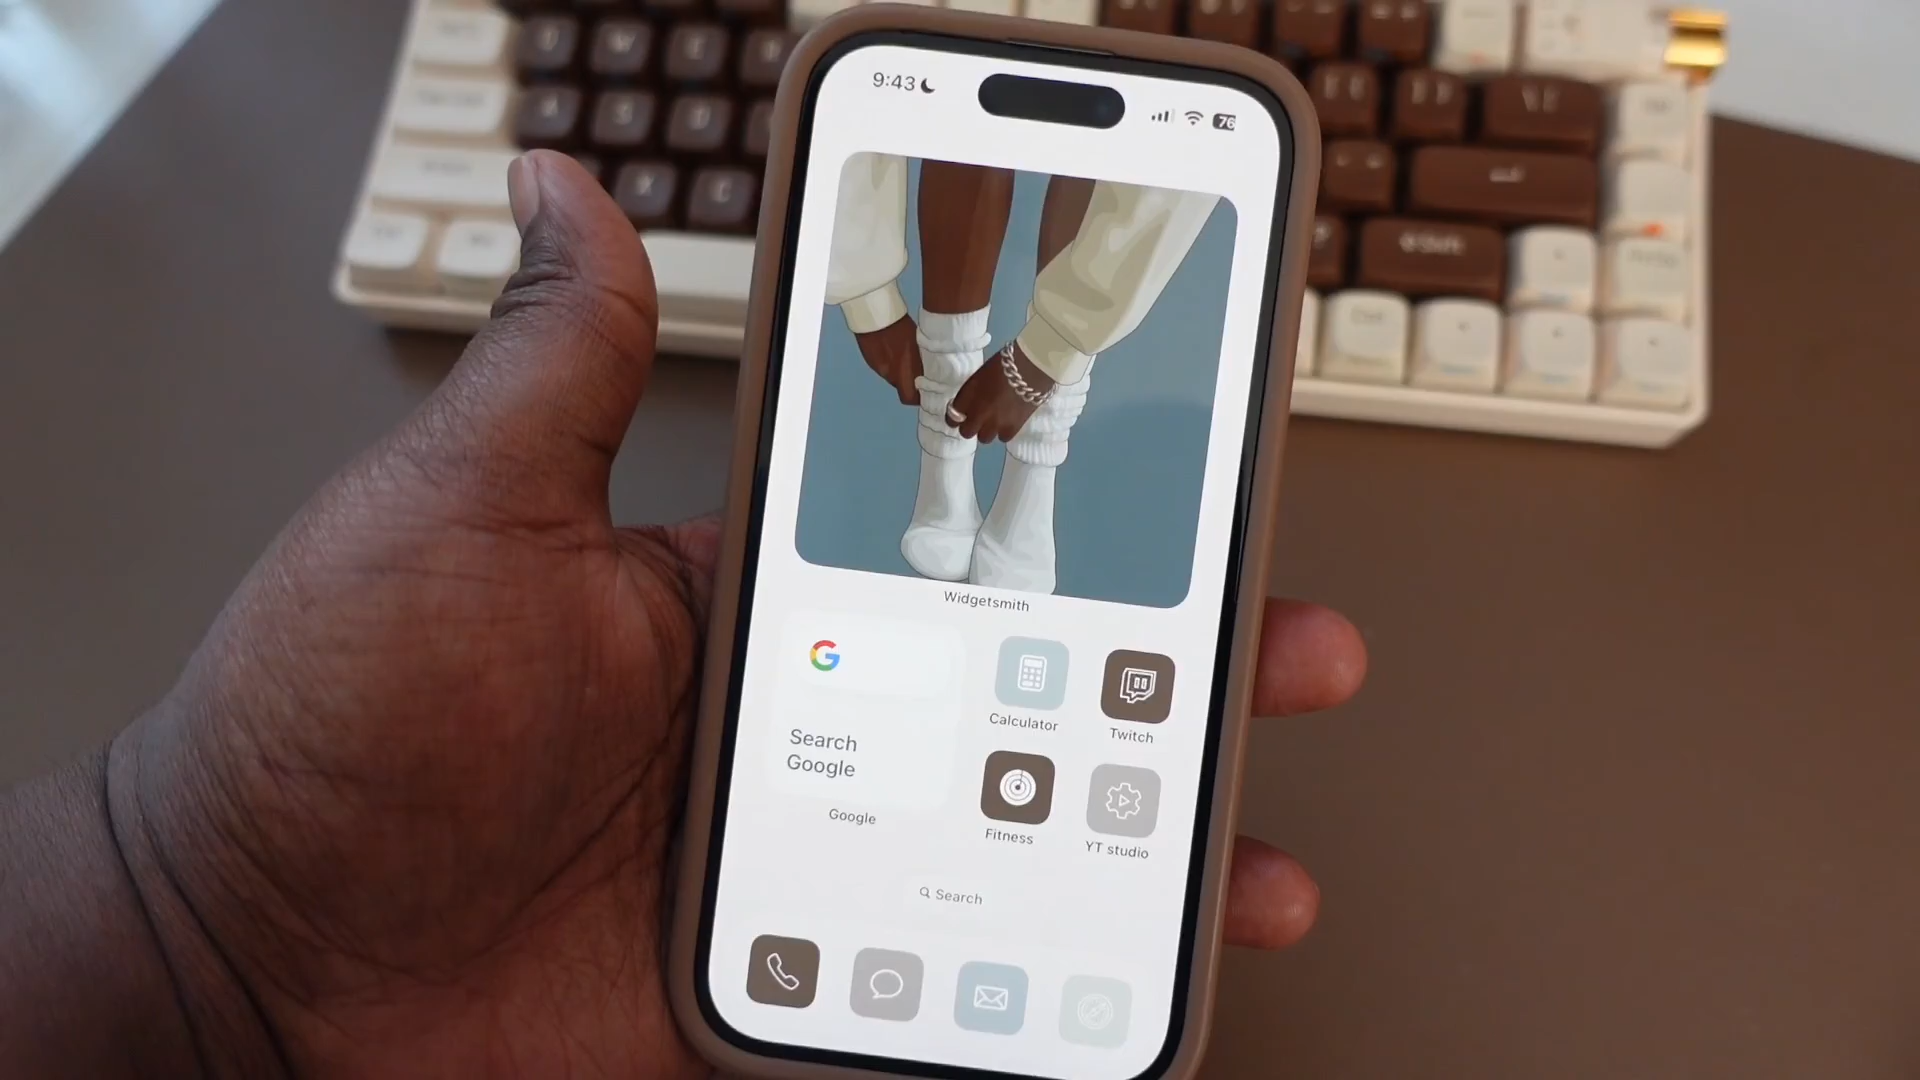 9:43
76
Widgetsmith
Search
Google
Google
Calculator
Twitch
Fitness
YT studio
Search
W
A
S
D
X
C